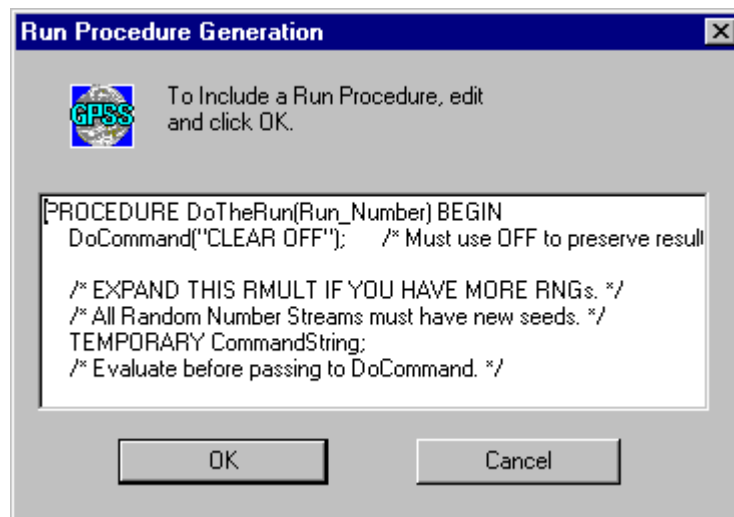 Run Procedure Generation
GPSS
To Include a Run Procedure, edit
and click OK.
PROCEDURE DoTheRun(Run_Number) BEGIN
DoCommand("CLEAR OFF"); /* Must use OFF to preserve resul
/* EXPAND THIS RMULT IF YOU HAVE MORE RNGs. */
/* All Random Number Streams must have new seeds. */
TEMPORARY CommandString;
/* Evaluate before passing to DoCommand. */
OK
Cancel